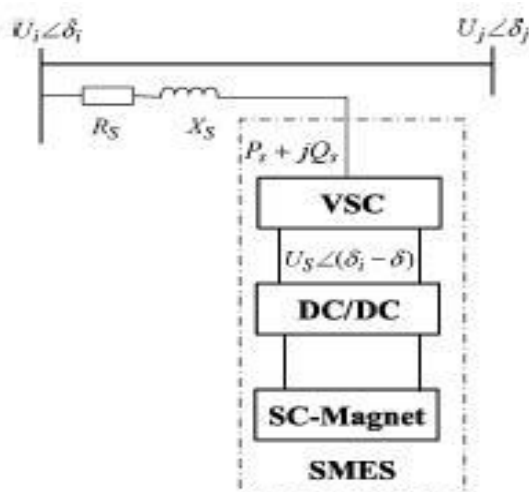 U_i∠δ_i U_j∠δ_j
R_S X_S
P_s + jQ_s
VSC
U_S∠(δ_i − δ)
DC/DC
SC-Magnet
SMES